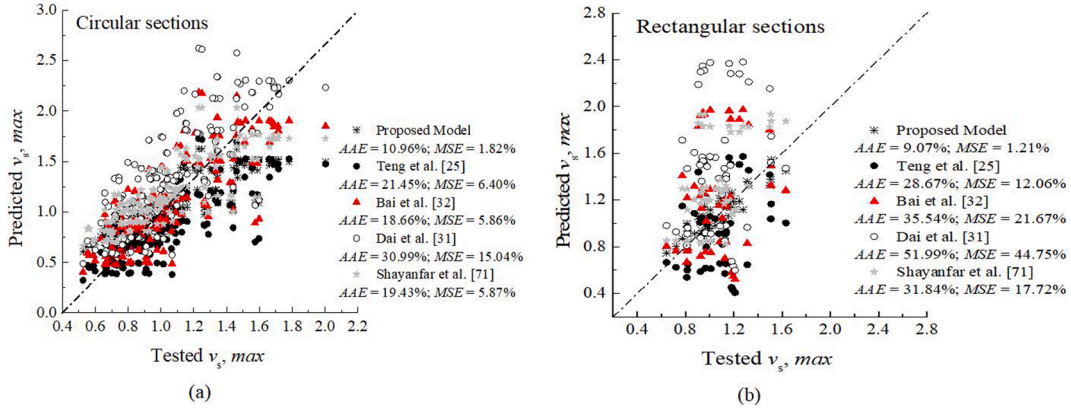 Circular sections
Predicted vs, max
3.0
2.5
2.0
1.5
1.0
0.5
0.0
Proposed Model
AAE = 10.96%; MSE = 1.82%
Teng et al. [25]
AAE = 21.45%; MSE = 6.40%
Bai et al. [32]
AAE = 18.66%; MSE = 5.86%
Dai et al. [31]
AAE = 30.99%; MSE = 15.04%
Shayanfar et al. [71]
AAE = 19.43%; MSE = 5.87%
0.4 0.6 0.8 1.0 1.2 1.4 1.6 1.8 2.0 2.2
Tested vs, max
(a)
Rectangular sections
Predicted vs, max
2.8
2.4
2.0
1.6
1.2
0.8
0.4
Proposed Model
AAE = 9.07%; MSE = 1.21%
Teng et al. [25]
AAE = 28.67%; MSE = 12.06%
Bai et al. [32]
AAE = 35.54%; MSE = 21.67%
Dai et al. [31]
AAE = 51.99%; MSE = 44.75%
Shayanfar et al. [71]
AAE = 31.84%; MSE = 17.72%
0.4 0.8 1.2 1.6 2.0 2.4 2.8
Tested vs, max
(b)